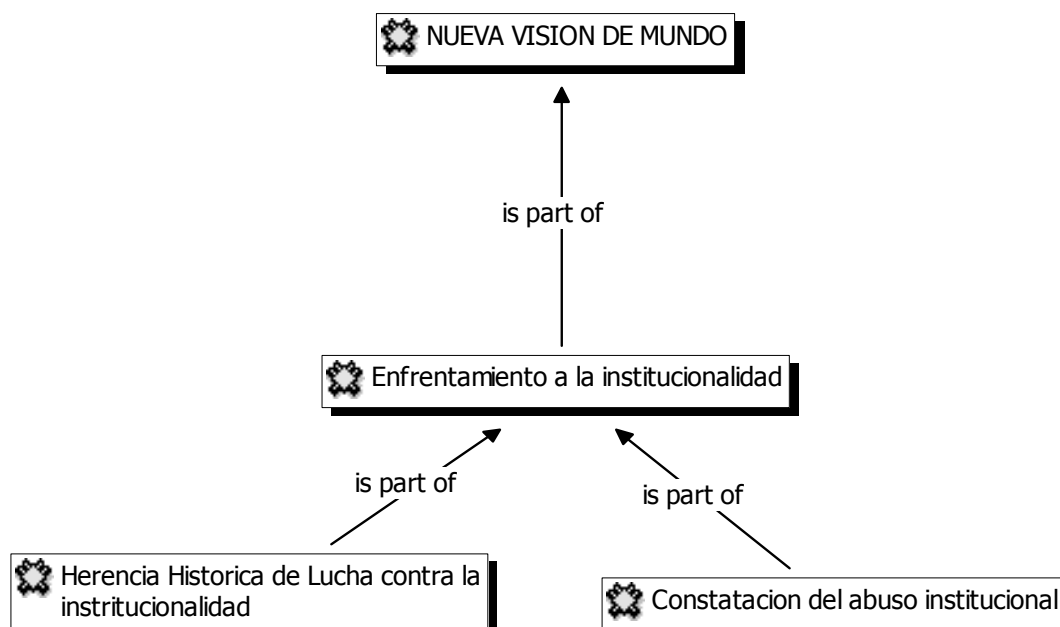 NUEVA VISION DE MUNDO
is part of
Enfrentamiento a la institucionalidad
is part of
is part of
Herencia Historica de Lucha contra la
instritucionalidad
Constatacion del abuso institucional